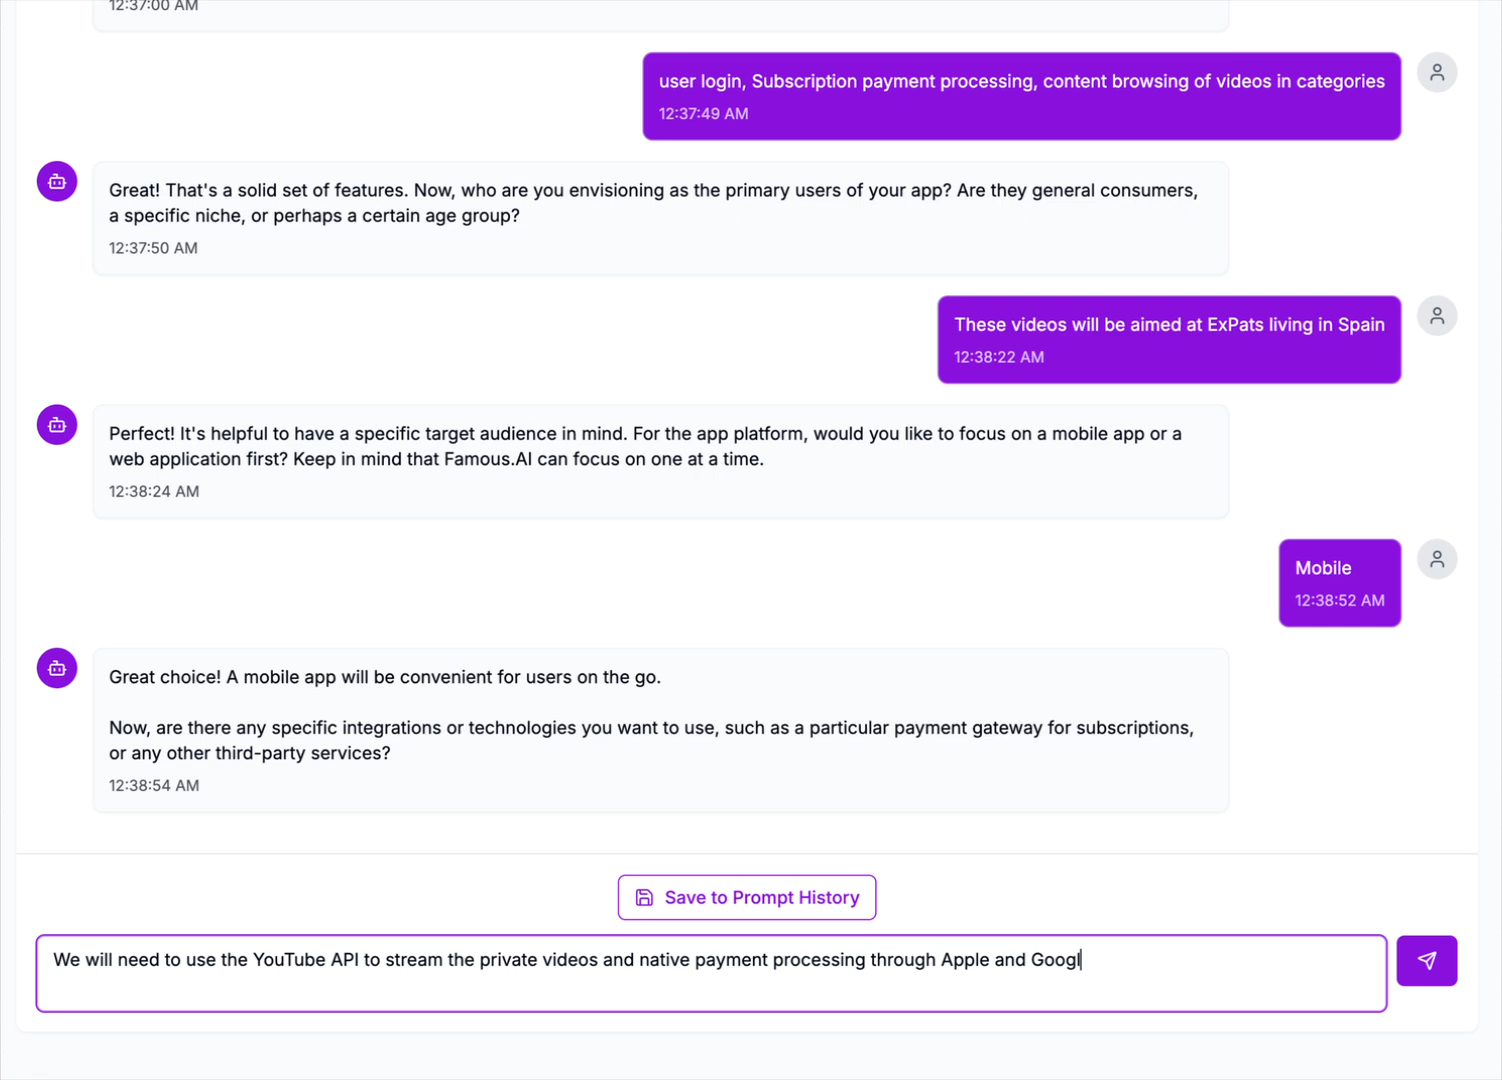 12:37:00 AM
user login, Subscription payment processing, content browsing of videos in categories
12:37:49 AM
Great! That's a solid set of features. Now, who are you envisioning as the primary users of your app? Are they general consumers,
a specific niche, or perhaps a certain age group?
12:37:50 AM
These videos will be aimed at ExPats living in Spain
12:38:22 AM
Perfect! It's helpful to have a specific target audience in mind. For the app platform, would you like to focus on a mobile app or a
web application first? Keep in mind that Famous.AI can focus on one at a time.
12:38:24 AM
Mobile
12:38:52 AM
Great choice! A mobile app will be convenient for users on the go.
Now, are there any specific integrations or technologies you want to use, such as a particular payment gateway for subscriptions,
or any other third-party services?
12:38:54 AM
Save to Prompt History
We will need to use the YouTube API to stream the private videos and native payment processing through Apple and Googl